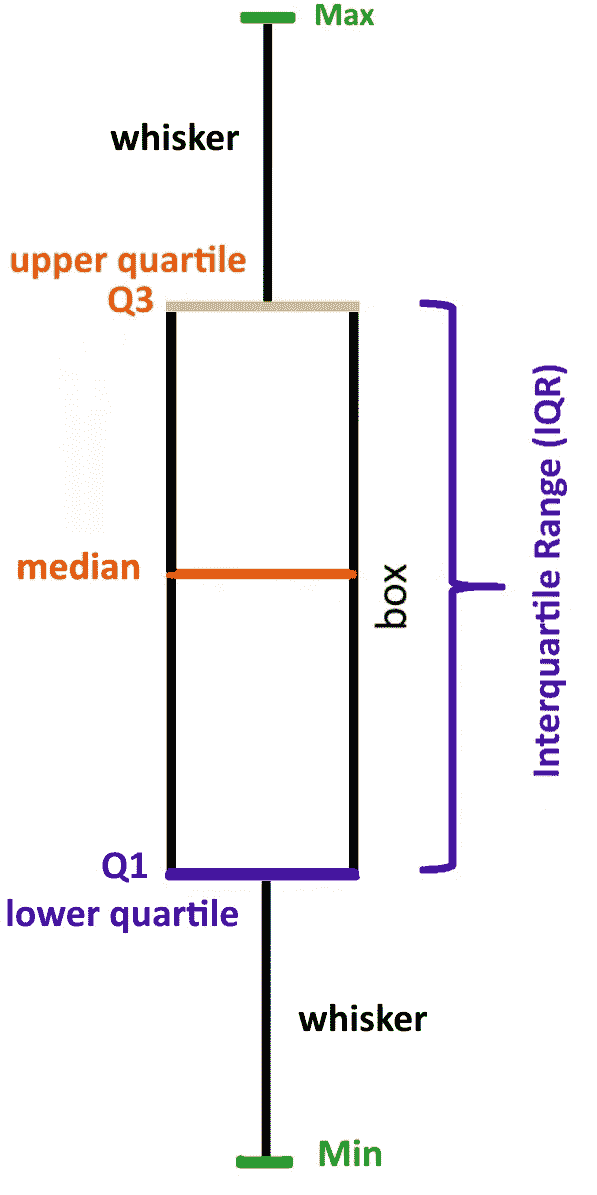 Max
whisker
upper quartile
Q3
Interquartile Range (IQR)
median
box
Q1
lower quartile
whisker
Min